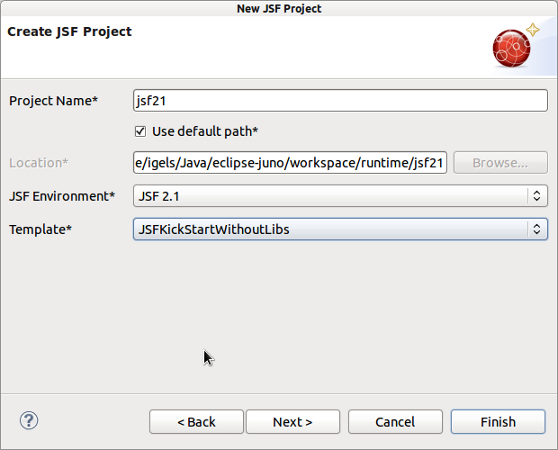 New JSF Project
Create JSF Project
Project Name* jsf21
Use default path*
Location* e/igels/Java/eclipse-juno/workspace/runtime/jsf21 Browse...
JSF Environment* JSF 2.1
Template* JSFKickStartWithoutLibs
? < Back Next > Cancel Finish